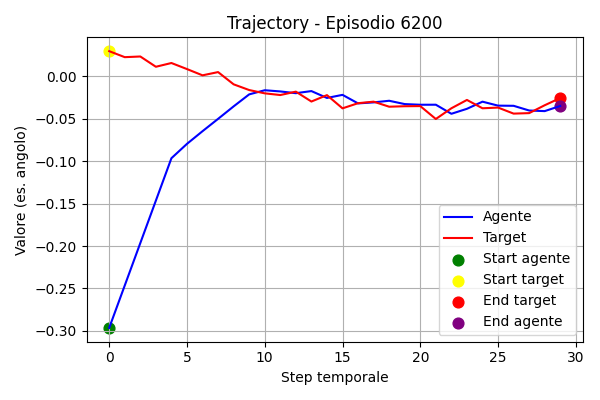 Trajectory - Episodio 6200
Valore (es. angolo)
0.00
−0.05
−0.10
−0.15
−0.20
−0.25
−0.30
Agente
Target
Start agente
Start target
End target
End agente
0 5 10 15 20 25 30
Step temporale